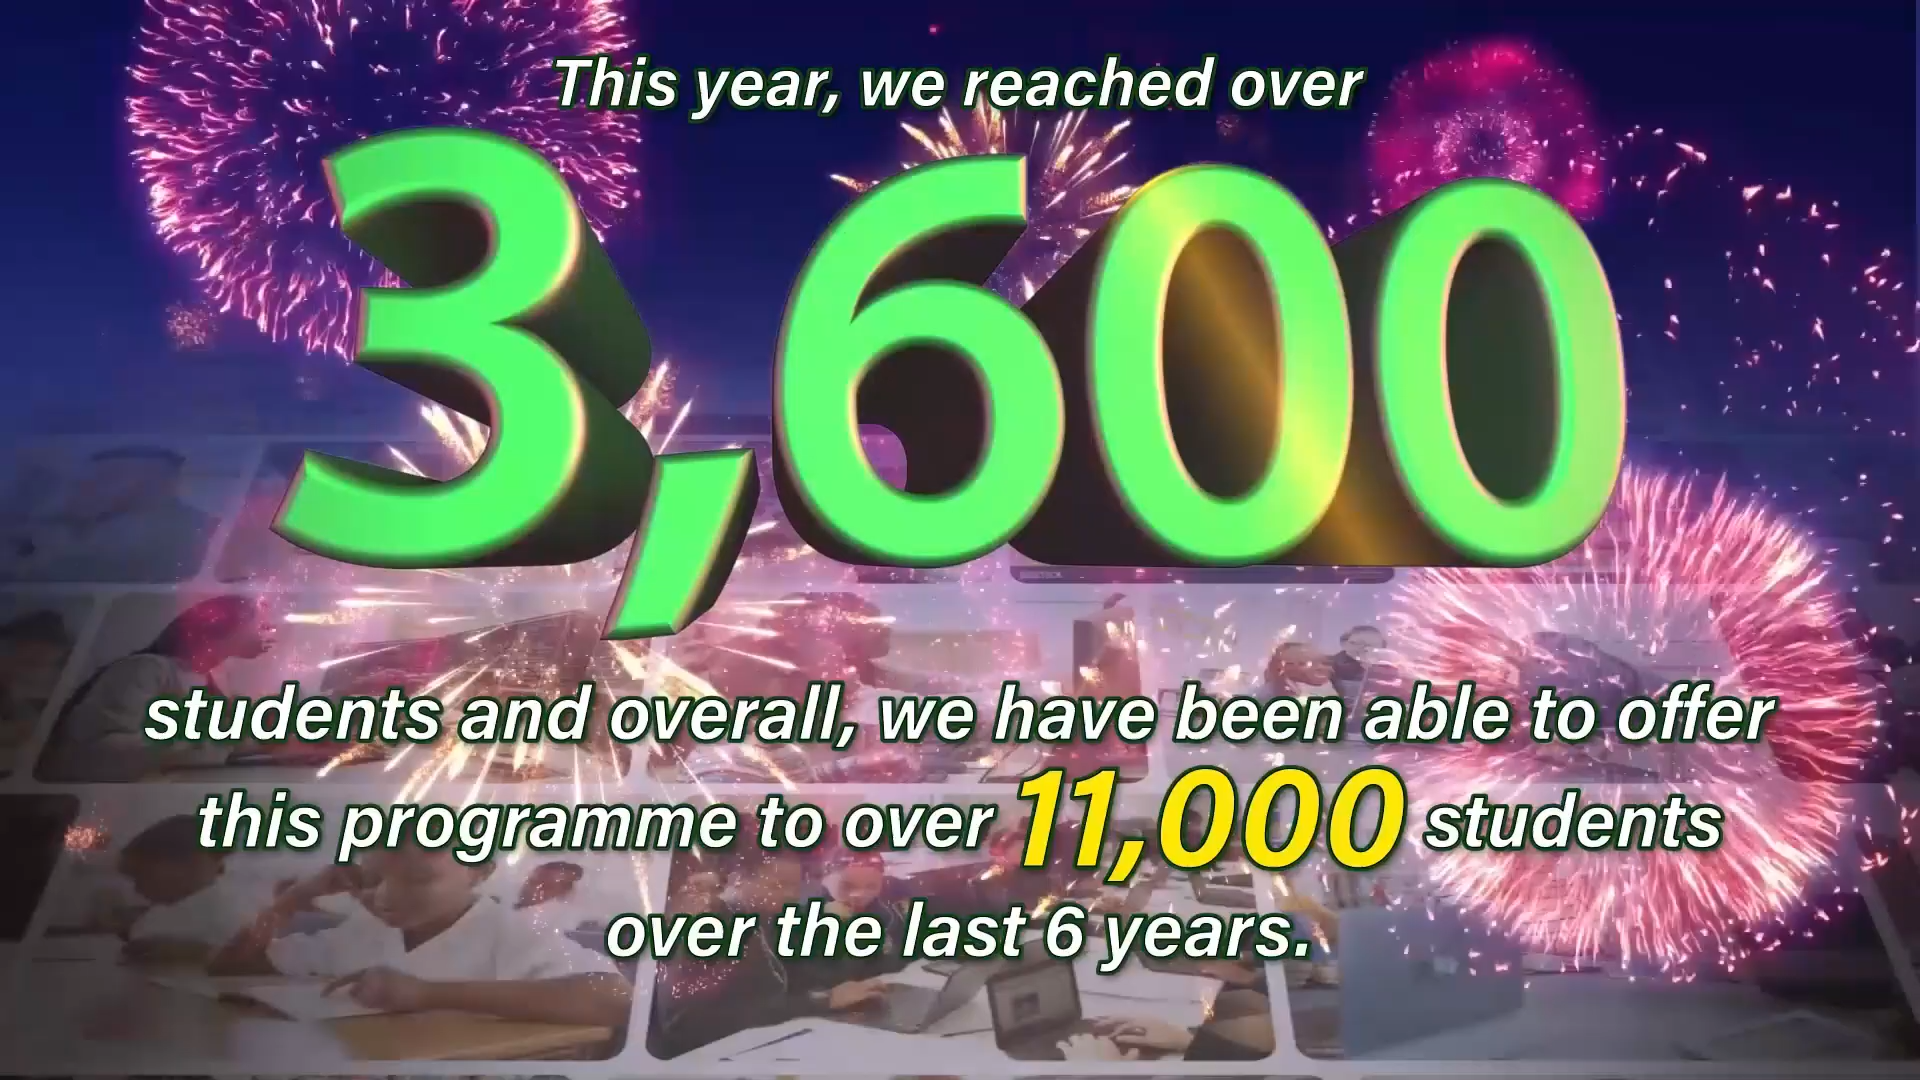 This year, we reached over
3,600
students and overall, we have been able to offer
this programme to over 11,000 students
over the last 6 years.